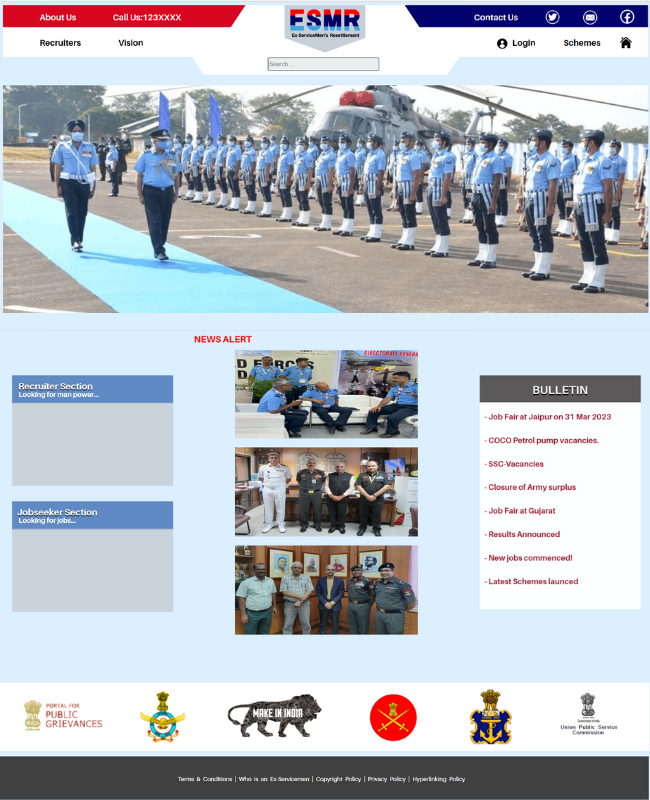 About Us
Call Us:123XXXX
ESMR
Ex ServiceMen's Resettlement
Contact Us
Recruiters
Vision
Login
Schemes
Search...
NEWS ALERT
DIRECTORATE GENERAL
Recruiter Section
Looking for man power...
Jobseeker Section
Looking for jobs...
BULLETIN
- Job Fair at Jaipur on 31 Mar 2023
- COCO Petrol pump vacancies.
- SSC-Vacancies
- Closure of Army surplus
- Job Fair at Gujarat
- Results Announced
- New jobs commenced!
- Latest Schemes launced
PORTAL FOR
PUBLIC
GRIEVANCES
MAKE IN INDIA
Union Public Service
Commission
Terms & Conditions | Who is an Ex-Servicemen | Copyright Policy | Privacy Policy | Hyperlinking Policy